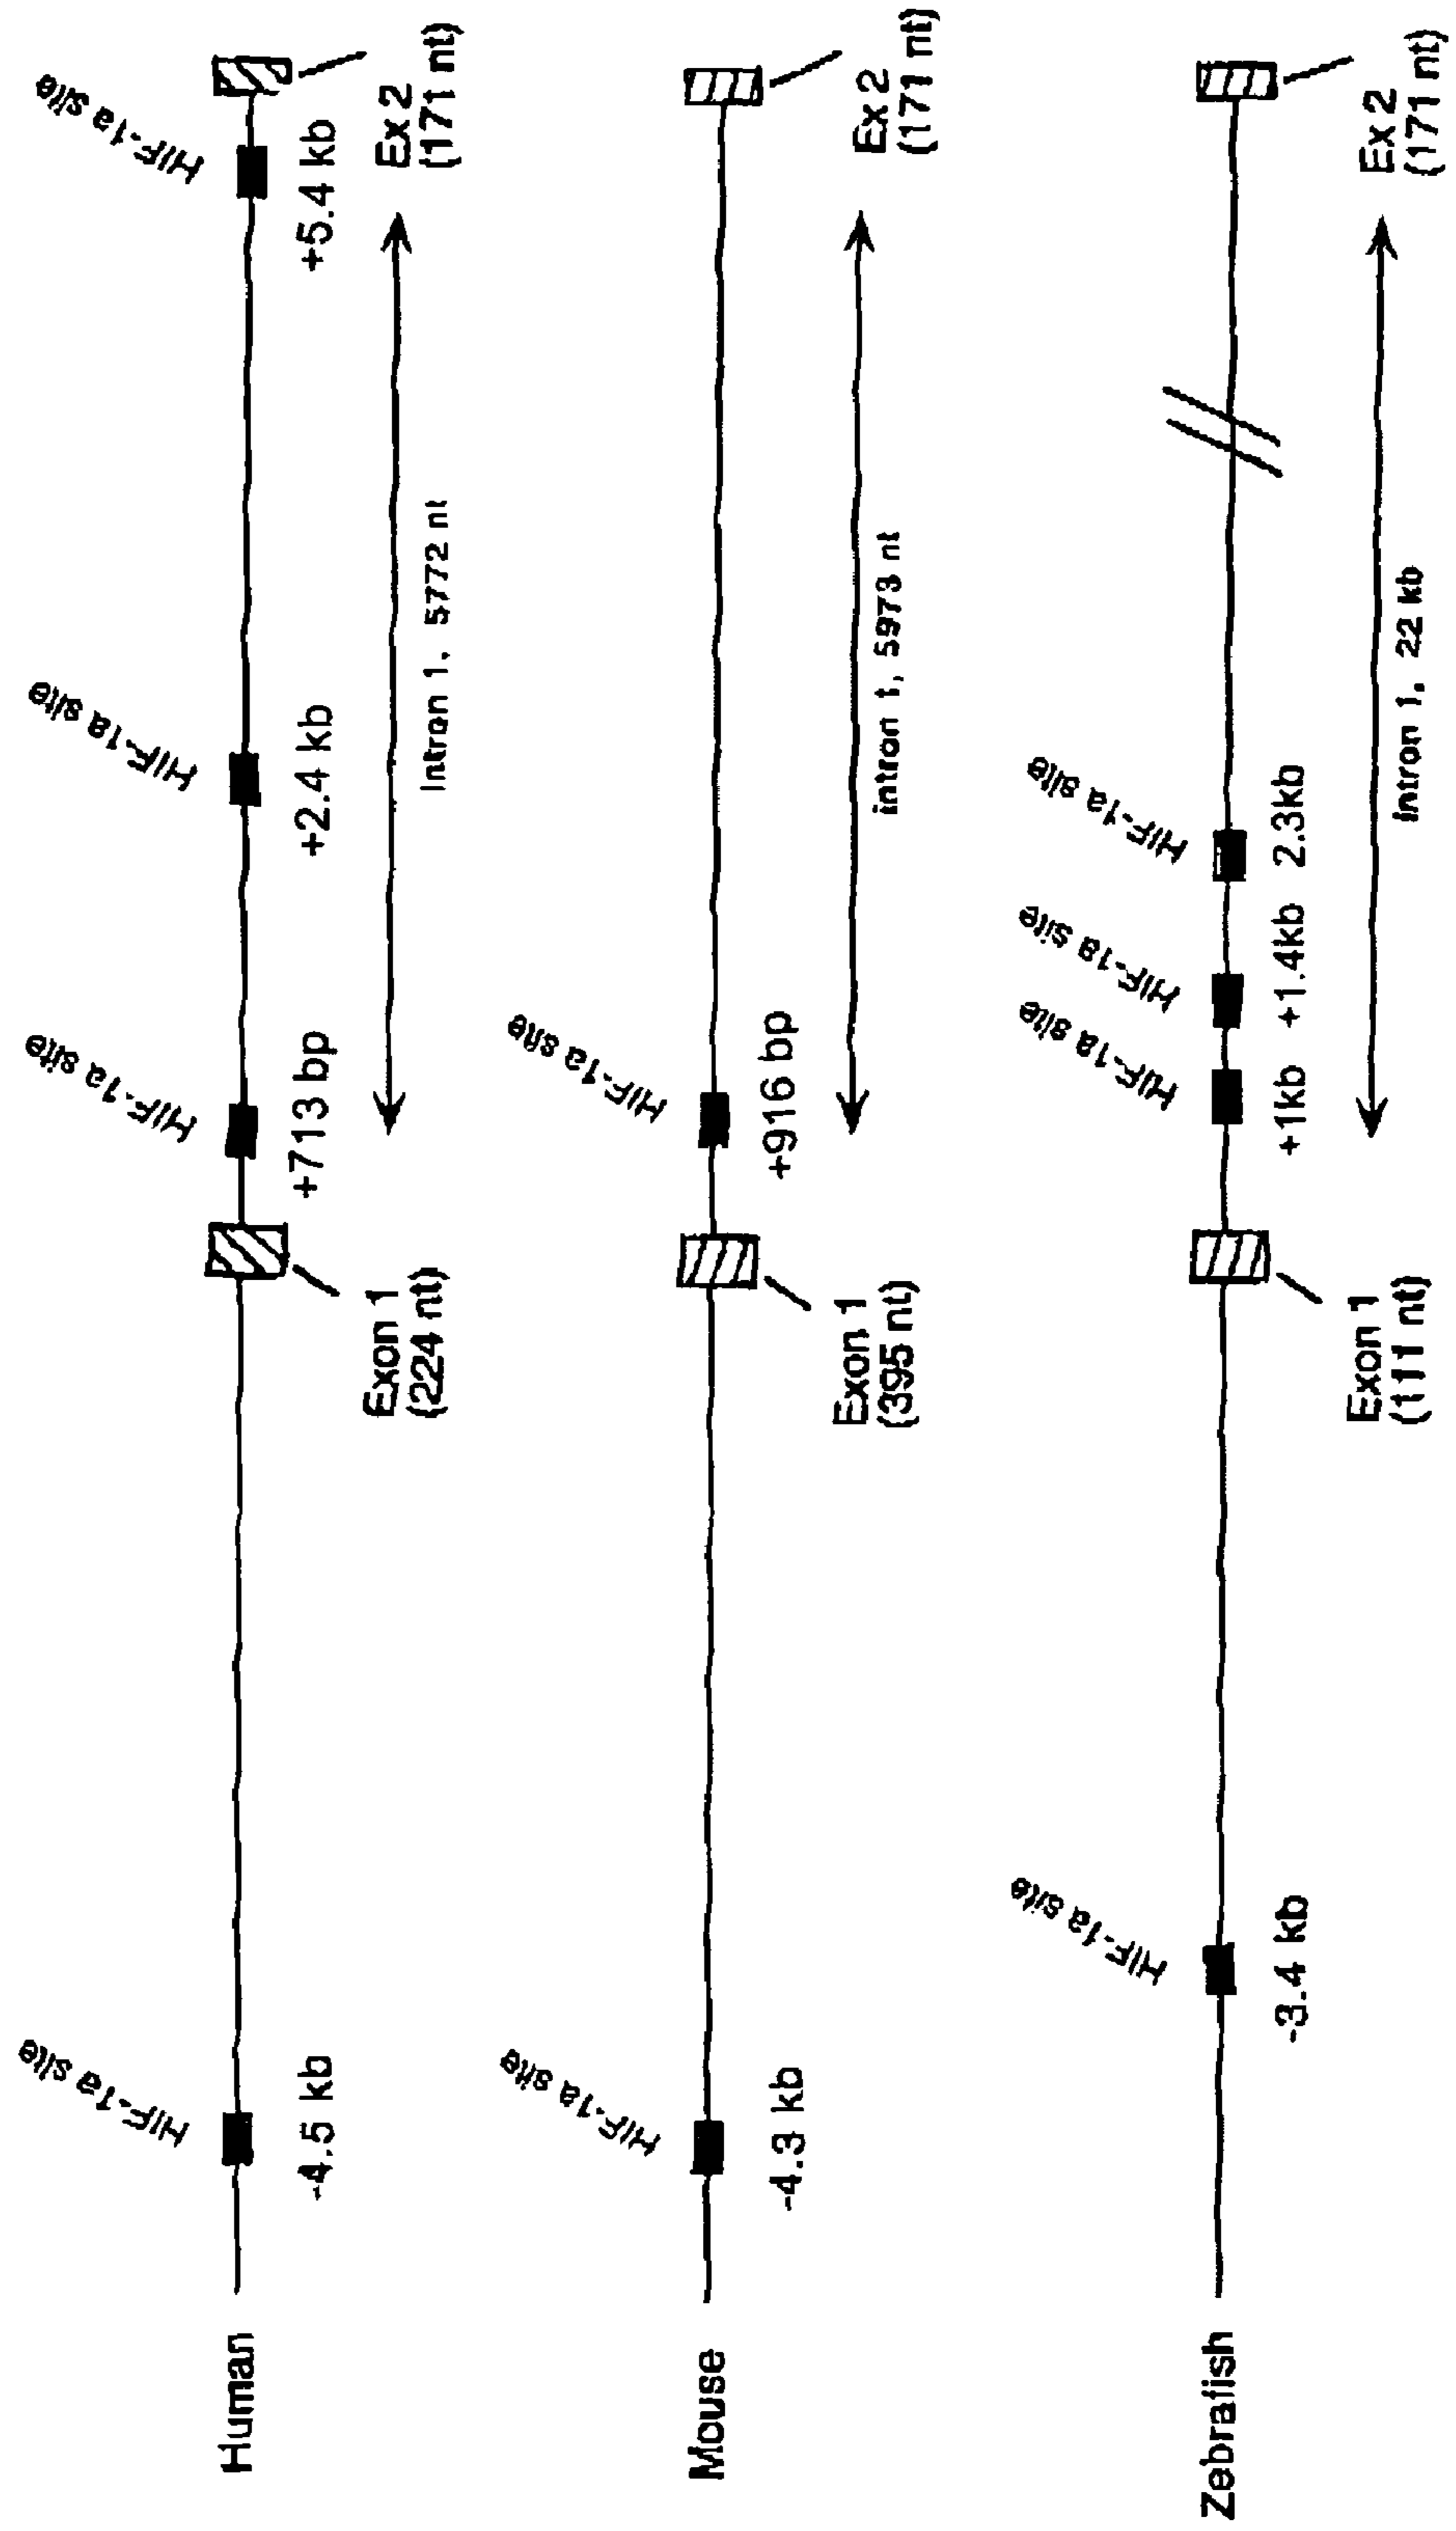 Human
HIF-1a site
HIF-1a site
HIF-1a site
HIF-1a site
-4.5 kb
+713 bp
+2.4 kb
+5.4 kb
Exon 1
(224 nt)
Ex 2
(171 nt)
Intron 1, 5772 nt
Mouse
HIF-1a site
HIF-1a site
-4.3 kb
+916 bp
Exon 1
(395 nt)
Ex 2
(171 nt)
intron 1, 5973 nt
Zebrafish
HIF-1a site
HIF-1a site
HIF-1a site
HIF-1a site
-3.4 kb
+1kb
+1.4kb
2.3kb
Exon 1
(111 nt)
Ex 2
(171 nt)
intron 1, 22 kb